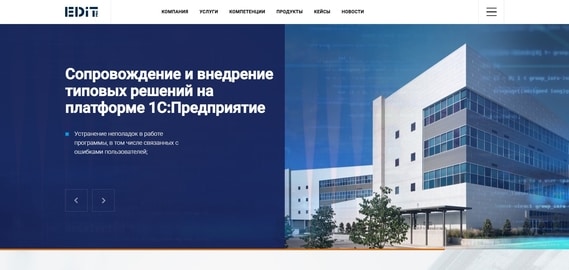 EDIT
КОМПАНИЯ УСЛУГИ КОМПЕТЕНЦИИ ПРОДУКТЫ КЕЙСЫ НОВОСТИ
Сопровождение и внедрение
типовых решений на
платформе 1С:Предприятие
Устранение неполадок в работе
программы, в том числе связанных с
ошибками пользователей;